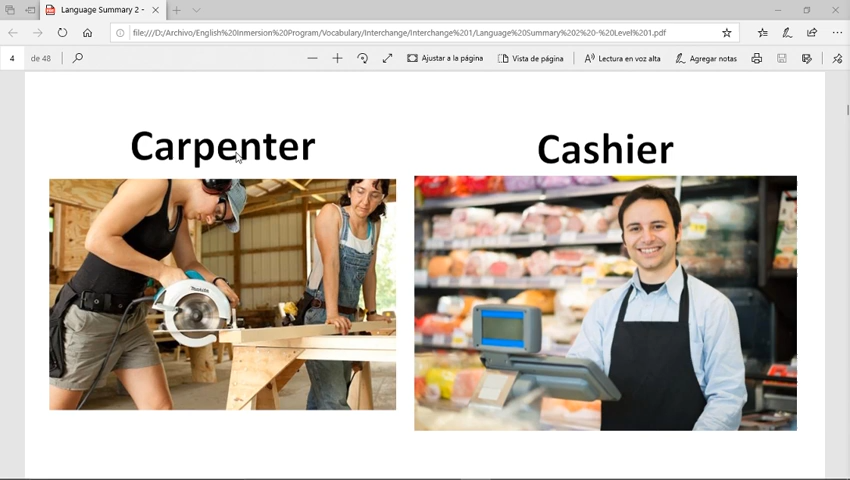 Language Summary 2 -
file:///D:/Archivo/English%20Inmersion%20Program/Vocabulary/Interchange/Interchange%201/Language%20Summary%202%20-%20Level%201.pdf
4 de 48 Ajustar a la página Vista de página Lectura en voz alta Agregar notas
Carpenter Cashier
Makita